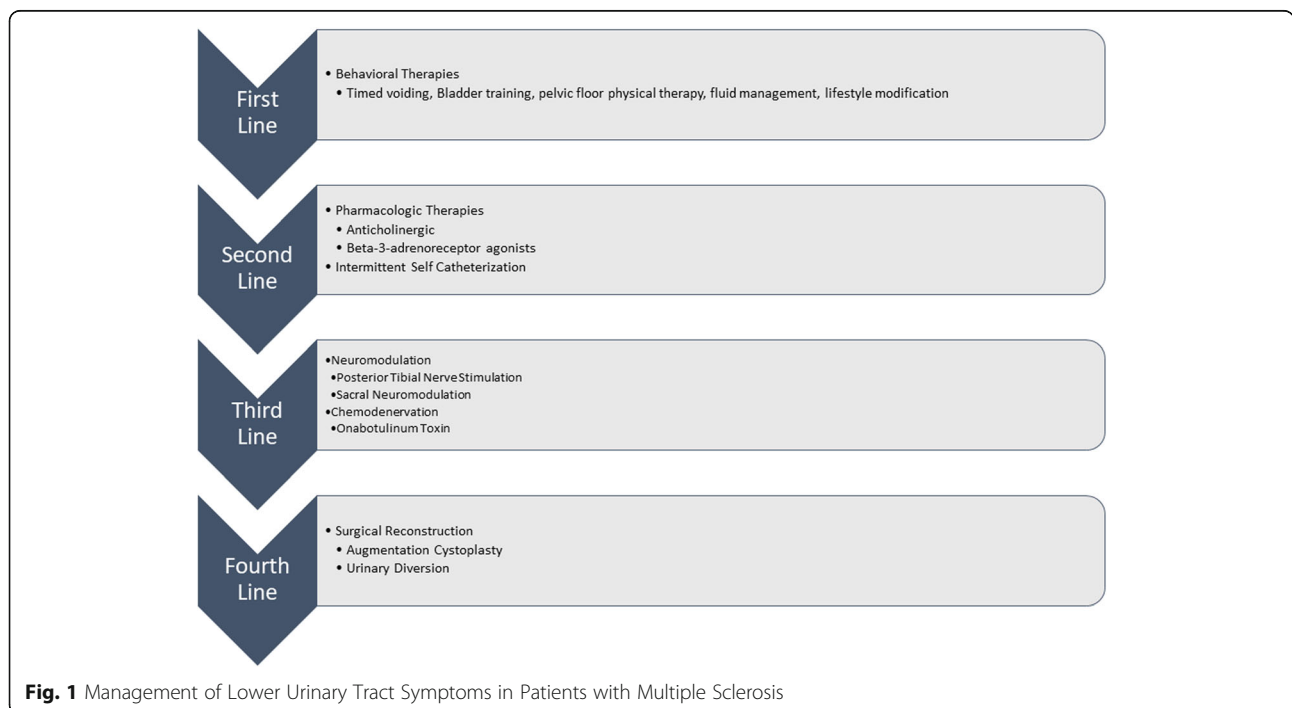 First
Line
• Behavioral Therapies
• Timed voiding, Bladder training, pelvic floor physical therapy, fluid management, lifestyle modification
Second
Line
• Pharmacologic Therapies
• Anticholinergic
• Beta-3-adrenoreceptor agonists
• Intermittent Self Catheterization
Third
Line
•Neuromodulation
•Posterior Tibial Nerve Stimulation
•Sacral Neuromodulation
•Chemodenervation
•Onabotulinum Toxin
Fourth
Line
• Surgical Reconstruction
• Augmentation Cystoplasty
• Urinary Diversion
Fig. 1 Management of Lower Urinary Tract Symptoms in Patients with Multiple Sclerosis